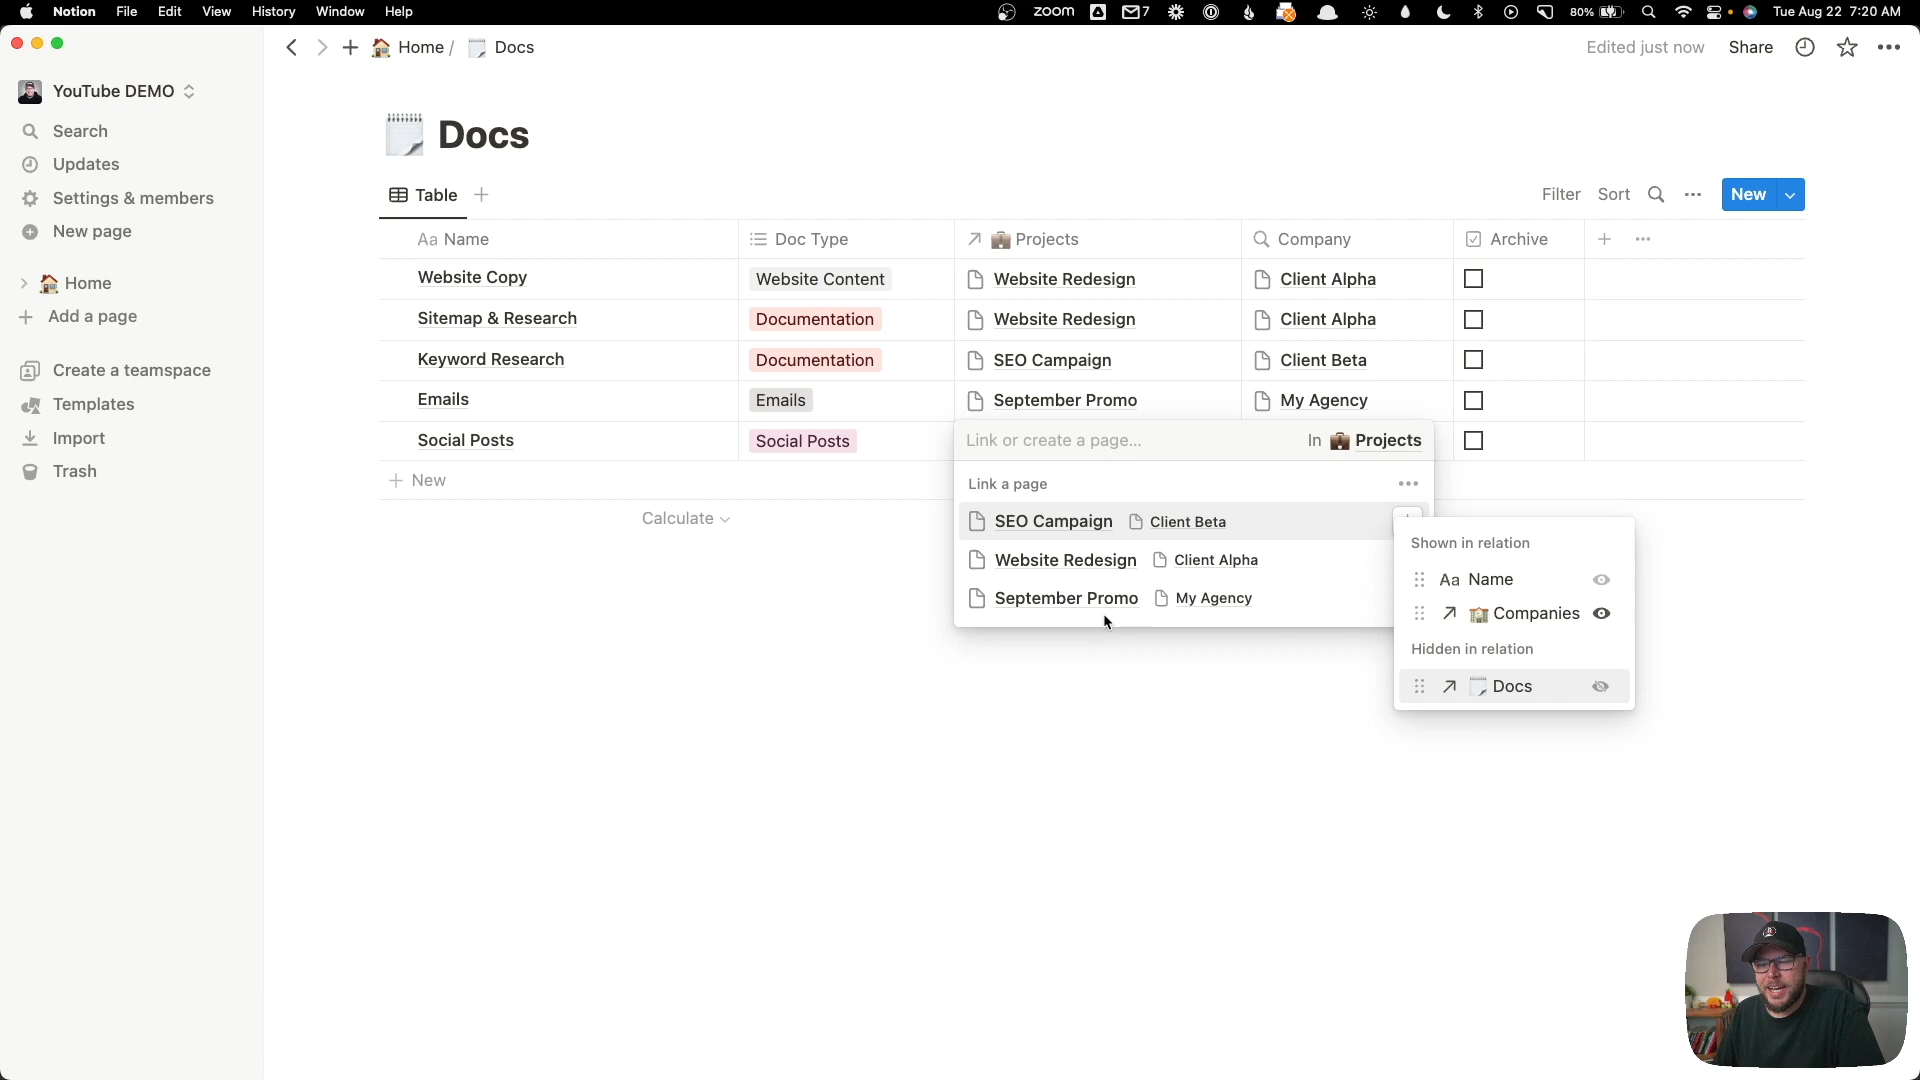 Notion File Edit View History Window Help zoom 7 80% Tue Aug 22 7:20 AM
Home / Docs Edited just now Share
YouTube DEMO
Search
Updates
Settings & members
New page
Home
Add a page
Create a teamspace
Templates
Import
Trash
Docs
Table Filter Sort New
Aa Name Doc Type Projects Company Archive
Website Copy Website Content Website Redesign Client Alpha
Sitemap & Research Documentation Website Redesign Client Alpha
Keyword Research Documentation SEO Campaign Client Beta
Emails Emails September Promo My Agency
Social Posts Social Posts Link or create a page... In Projects
New
Calculate
Link a page
SEO Campaign Client Beta
Website Redesign Client Alpha
September Promo My Agency
Shown in relation
Aa Name
Companies
Hidden in relation
Docs